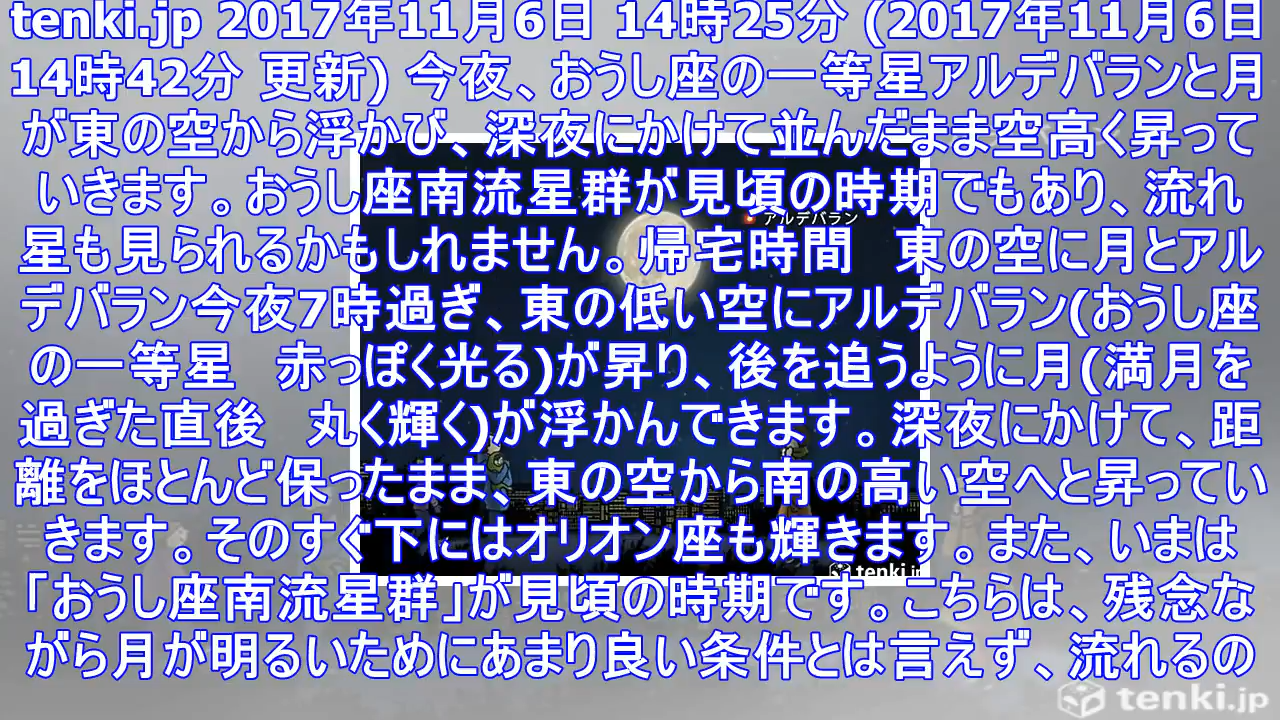 tenki.jp 2017年11月6日 14時25分 (2017年11月6日
14時42分 更新) 今夜、おうし座の一等星アルデバランと月
が東の空から浮かび、深夜にかけて並んだまま空高く昇って
いきます。おうし座南流星群が見頃の時期でもあり、流れ
星も見られるかもしれません。帰宅時間　東の空に月とアル
デバラン今夜7時過ぎ、東の低い空にアルデバラン(おうし座
の一等星　赤っぽく光る)が昇り、後を追うように月(満月を
過ぎた直後　丸く輝く)が浮かんできます。深夜にかけて、距
離をほとんど保ったまま、東の空から南の高い空へと昇ってい
きます。そのすぐ下にはオリオン座も輝きます。また、いまは
「おうし座南流星群」が見頃の時期です。こちらは、残念な
がら月が明るいためにあまり良い条件とは言えず、流れるの
アルデバラン
tenki.jp
tenki.jp